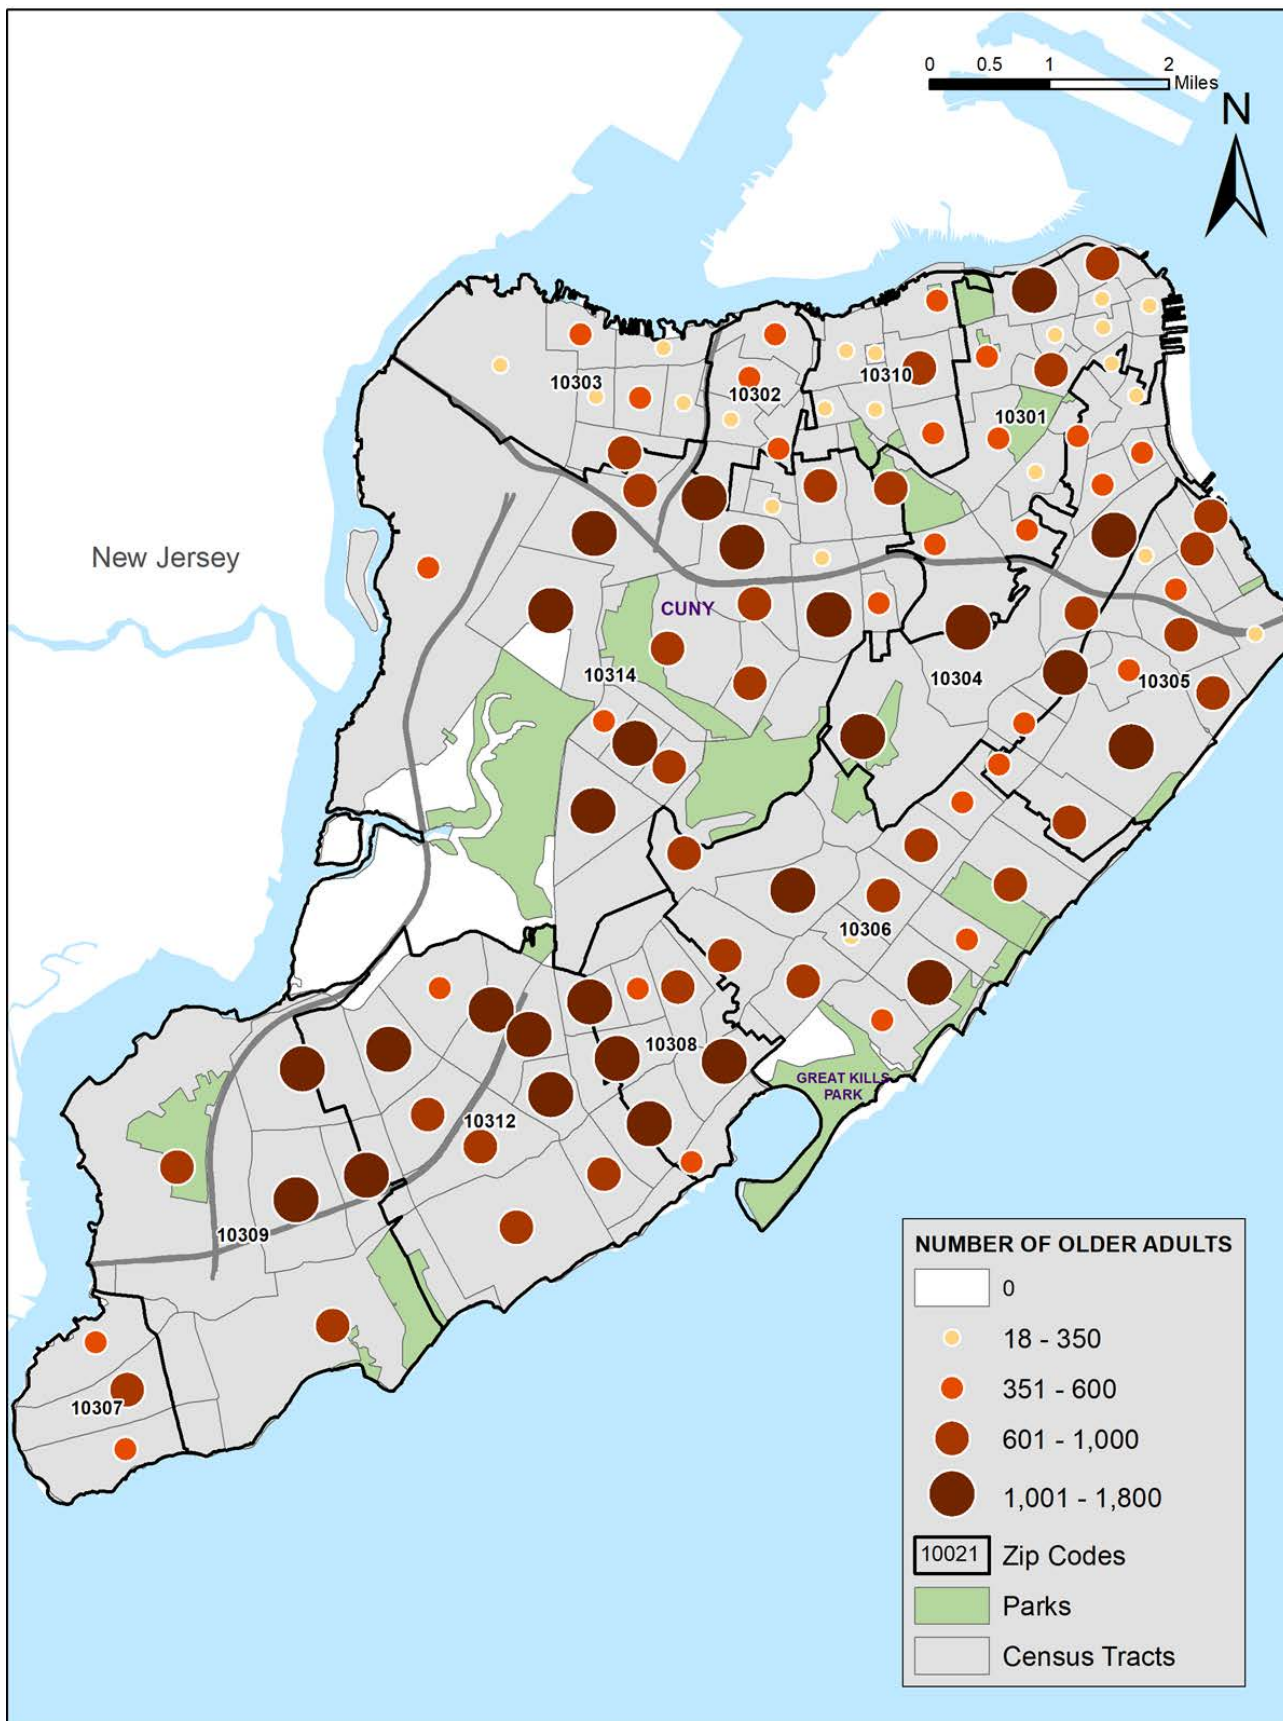 0 0.5 1 2
Miles
N
10303
10302
10310
10301
New Jersey
CUNY
10314
10304
10305
10306
10308
GREAT KILLS
PARK
10312
10309
10307
NUMBER OF OLDER ADULTS
0
18 - 350
351 - 600
601 - 1,000
1,001 - 1,800
10021 Zip Codes
Parks
Census Tracts